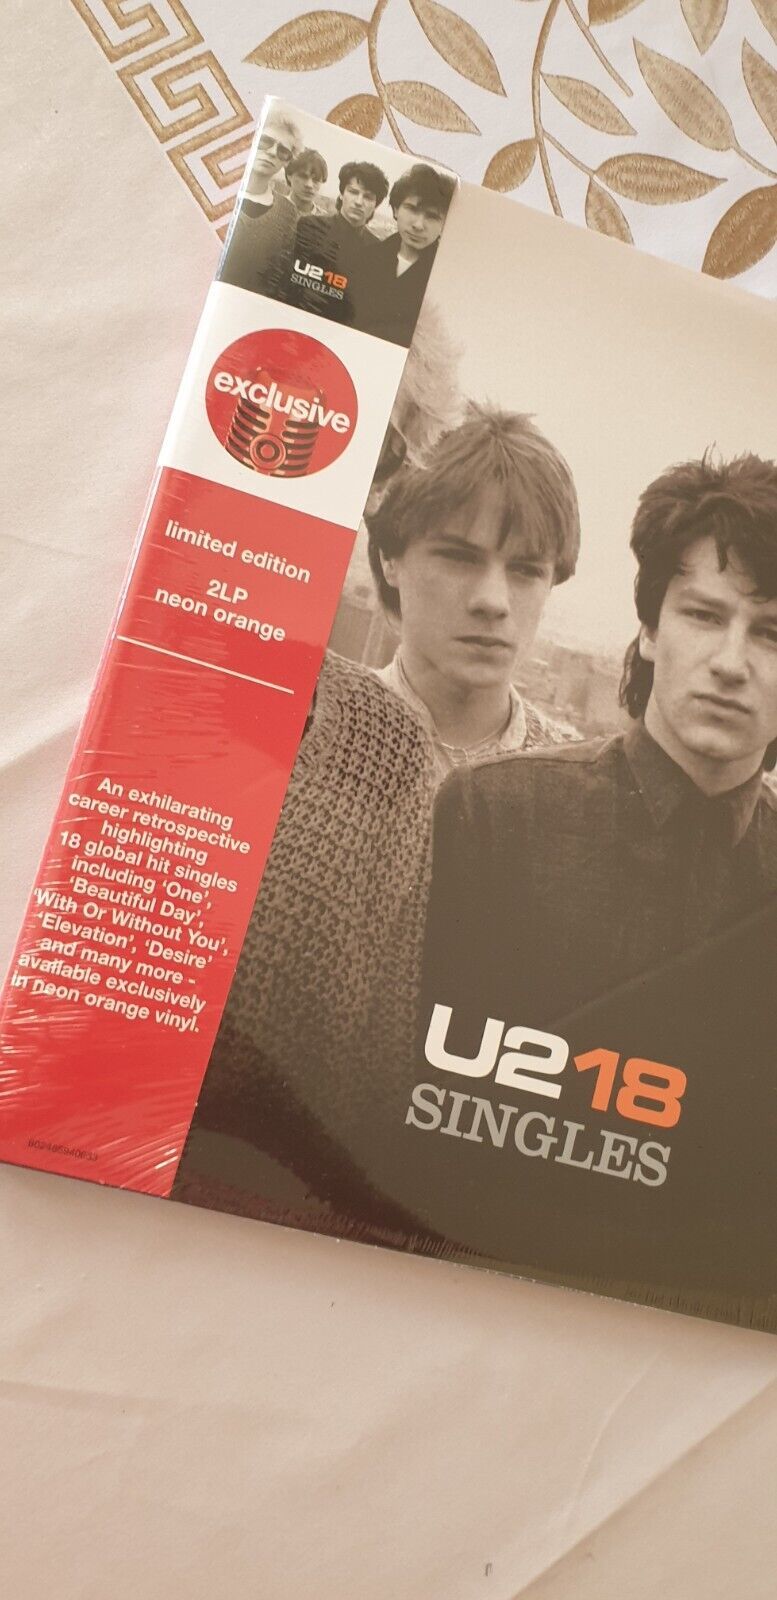 U218
SINGLES
exclusive
limited edition
2LP
neon orange
An exhilarating
career retrospective
highlighting
18 global hit singles
including ‘One’,
‘Beautiful Day’,
‘With Or Without You’,
‘Elevation’, ‘Desire’
and many more -
available exclusively
in neon orange vinyl.
602485940633
U218
SINGLES